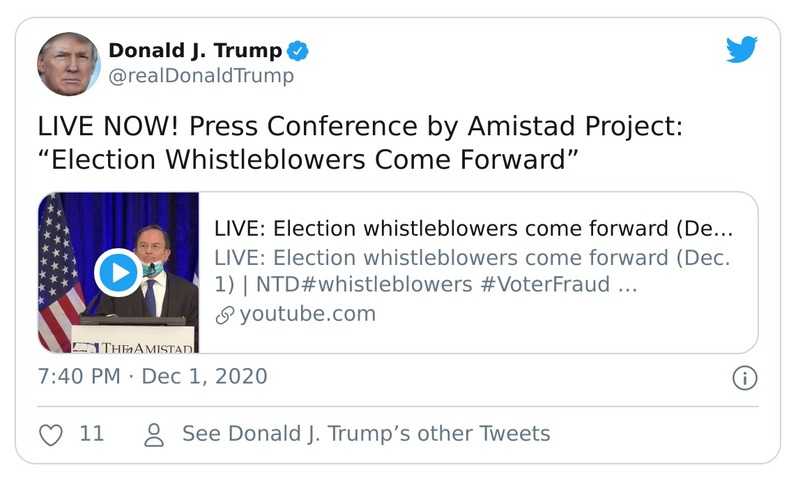 Donald J. Trump
@realDonaldTrump
LIVE NOW! Press Conference by Amistad Project:
“Election Whistleblowers Come Forward”
LIVE: Election whistleblowers come forward (De...
LIVE: Election whistleblowers come forward (Dec.
1) | NTD#whistleblowers #VoterFraud ...
youtube.com
THE AMISTAD
7:40 PM · Dec 1, 2020
11
See Donald J. Trump’s other Tweets